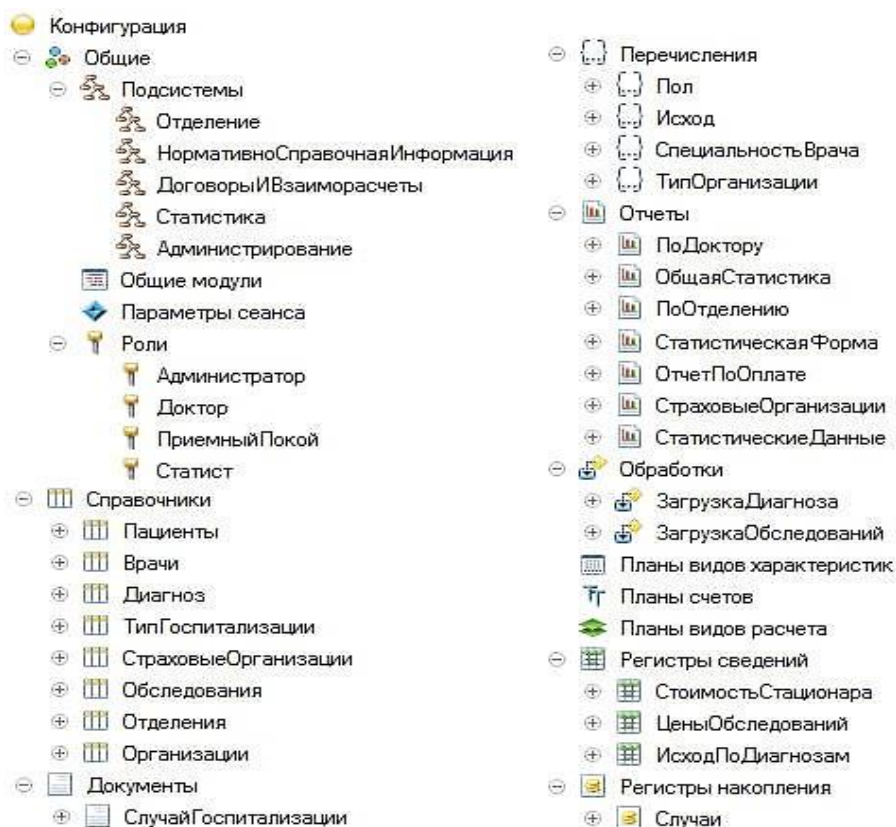 Конфигурация
Общие
Подсистемы
Отделение
НормативноСправочнаяИнформация
ДоговорыИВзаиморасчеты
Статистика
Администрирование
Общие модули
Параметры сеанса
Роли
Администратор
Доктор
ПриемныйПокой
Статист
Справочники
Пациенты
Врачи
Диагноз
ТипГоспитализации
СтраховыеОрганизации
Обследования
Отделения
Организации
Документы
СлучайГоспитализации
Перечисления
Пол
Исход
СпециальностьВрача
ТипОрганизации
Отчеты
ПоДоктору
ОбщаяСтатистика
ПоОтделению
СтатистическаяФорма
ОтчетПоОплате
СтраховыеОрганизации
СтатистическиеДанные
Обработки
ЗагрузкаДиагноза
ЗагрузкаОбследований
Планы видов характеристик
Планы счетов
Планы видов расчета
Регистры сведений
СтоимостьСтационара
ЦеныОбследований
ИсходПоДиагнозам
Регистры накопления
Случаи